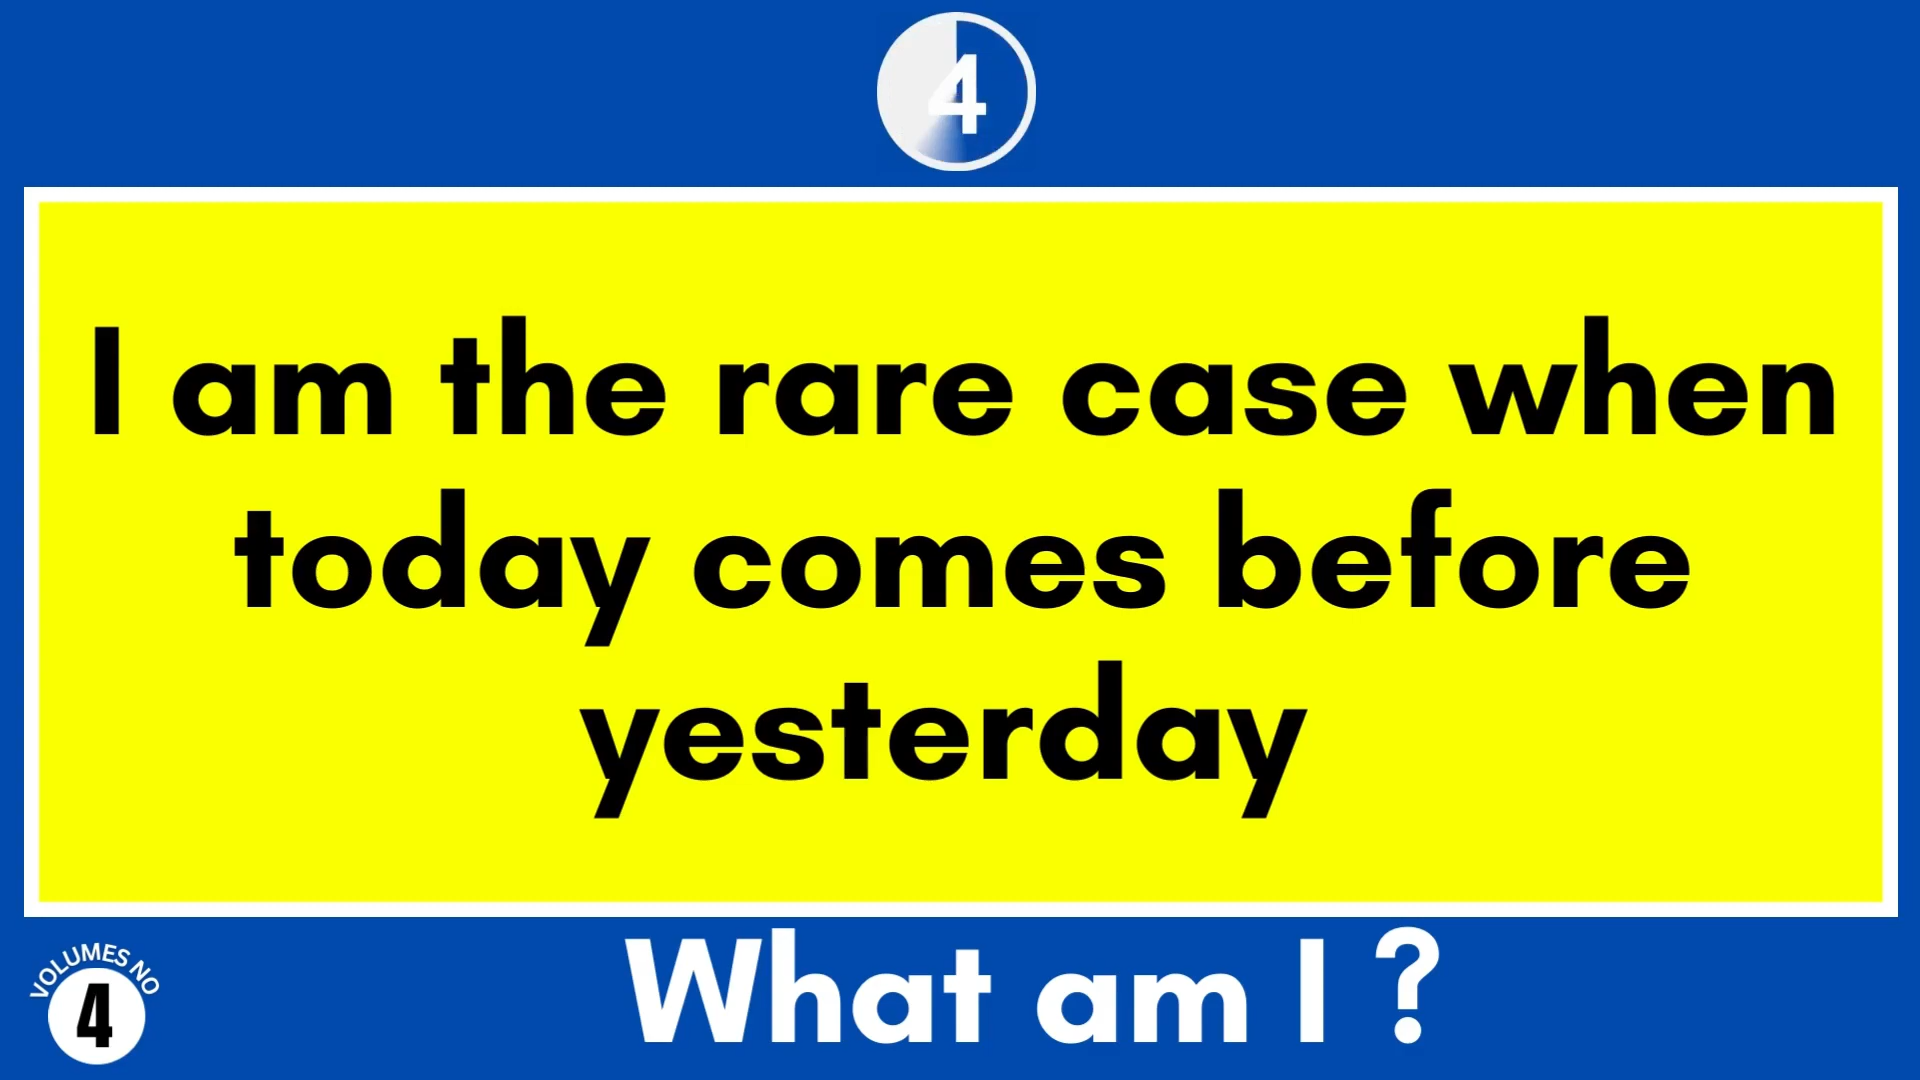 4
I am the rare case when
today comes before
yesterday
What am I ?
VOLUMES NO
4